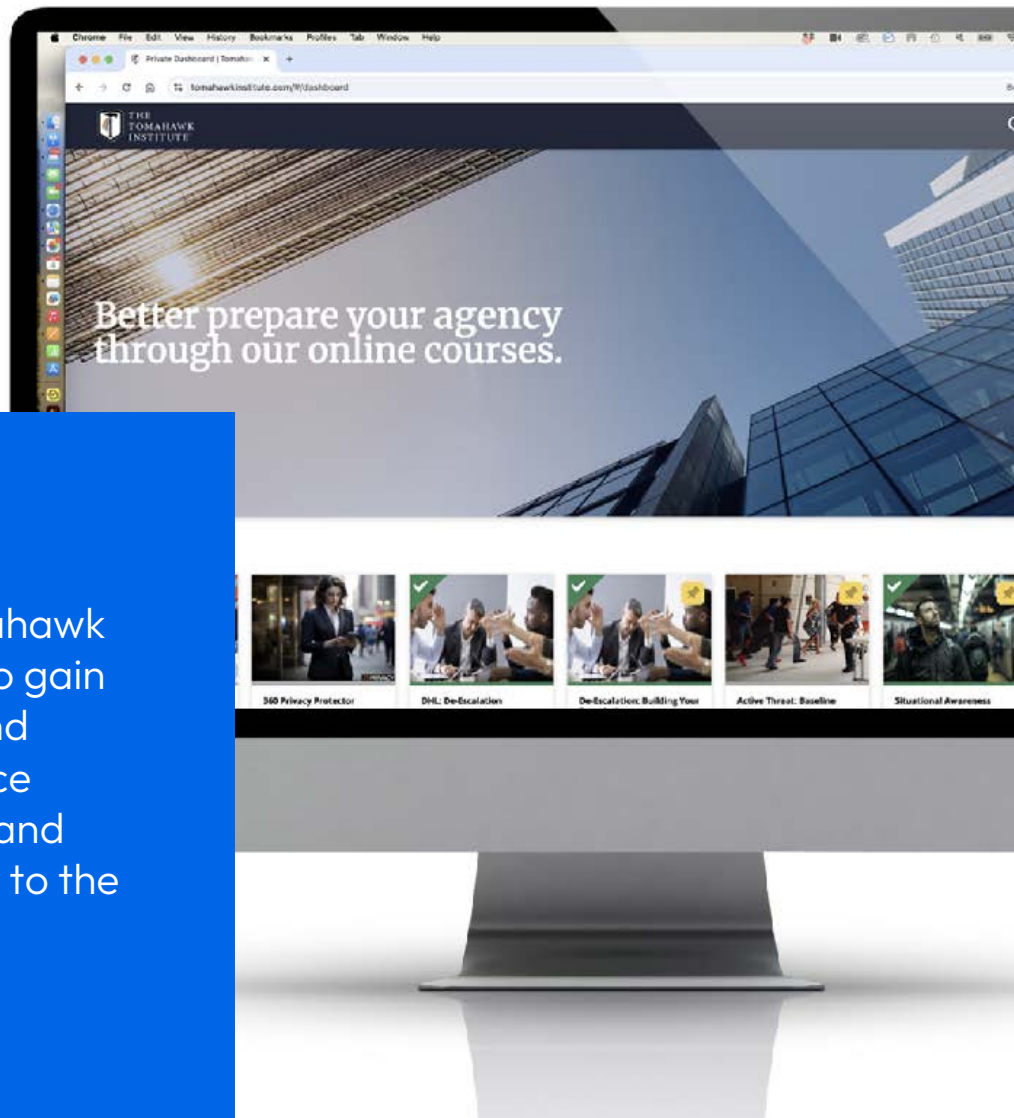 Chrome File Edit View History Bookmarks Profiles Tab Window Help
Private Dashboard | Tomahaw
tomahawkinstitute.com/#/dashboard
THE
TOMAHAWK
INSTITUTE
Better prepare your agency
through our online courses.
ahawk
o gain
nd
ce
and
to the
360 Privacy Protector
DHL: De-Escalation
De-Escalation: Building Your
Active Threat: Baseline
Situational Awareness